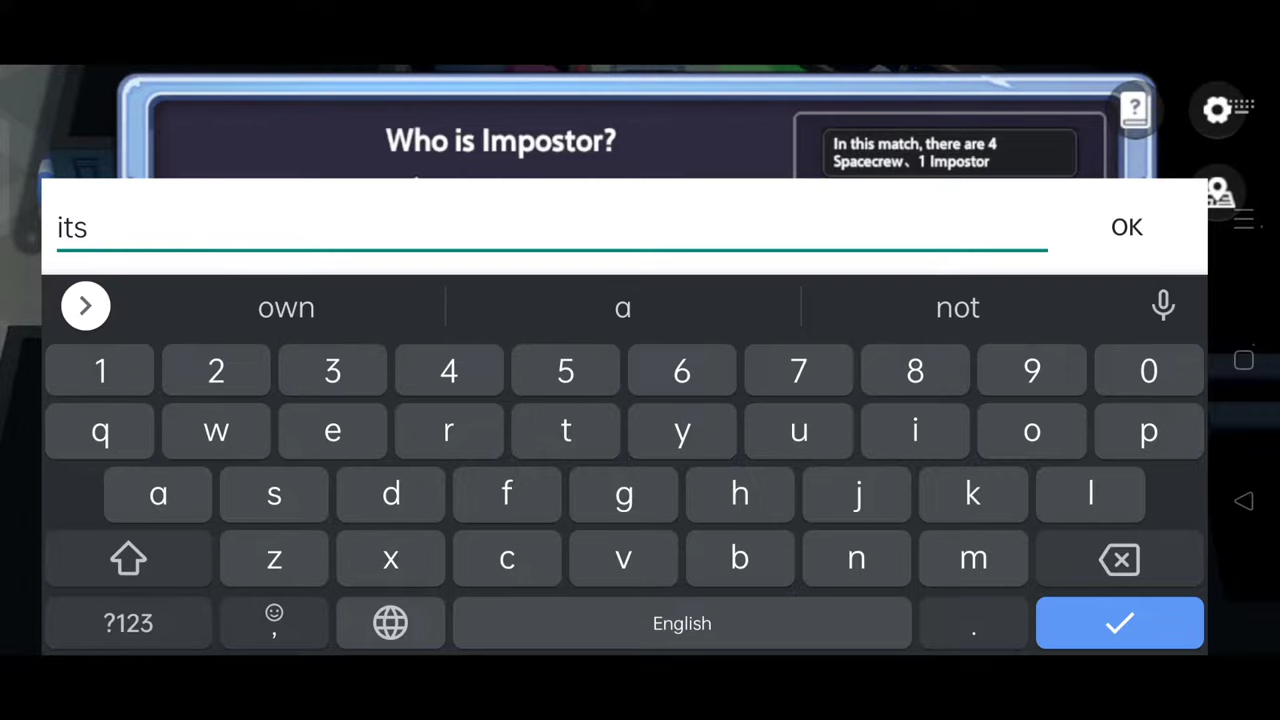 Who is Impostor?
In this match, there are 4
Spacecrew、1 Impostor
its
OK
own a not
1 2 3 4 5 6 7 8 9 0
q w e r t y u i o p
a s d f g h j k l
z x c v b n m
?123 , English .